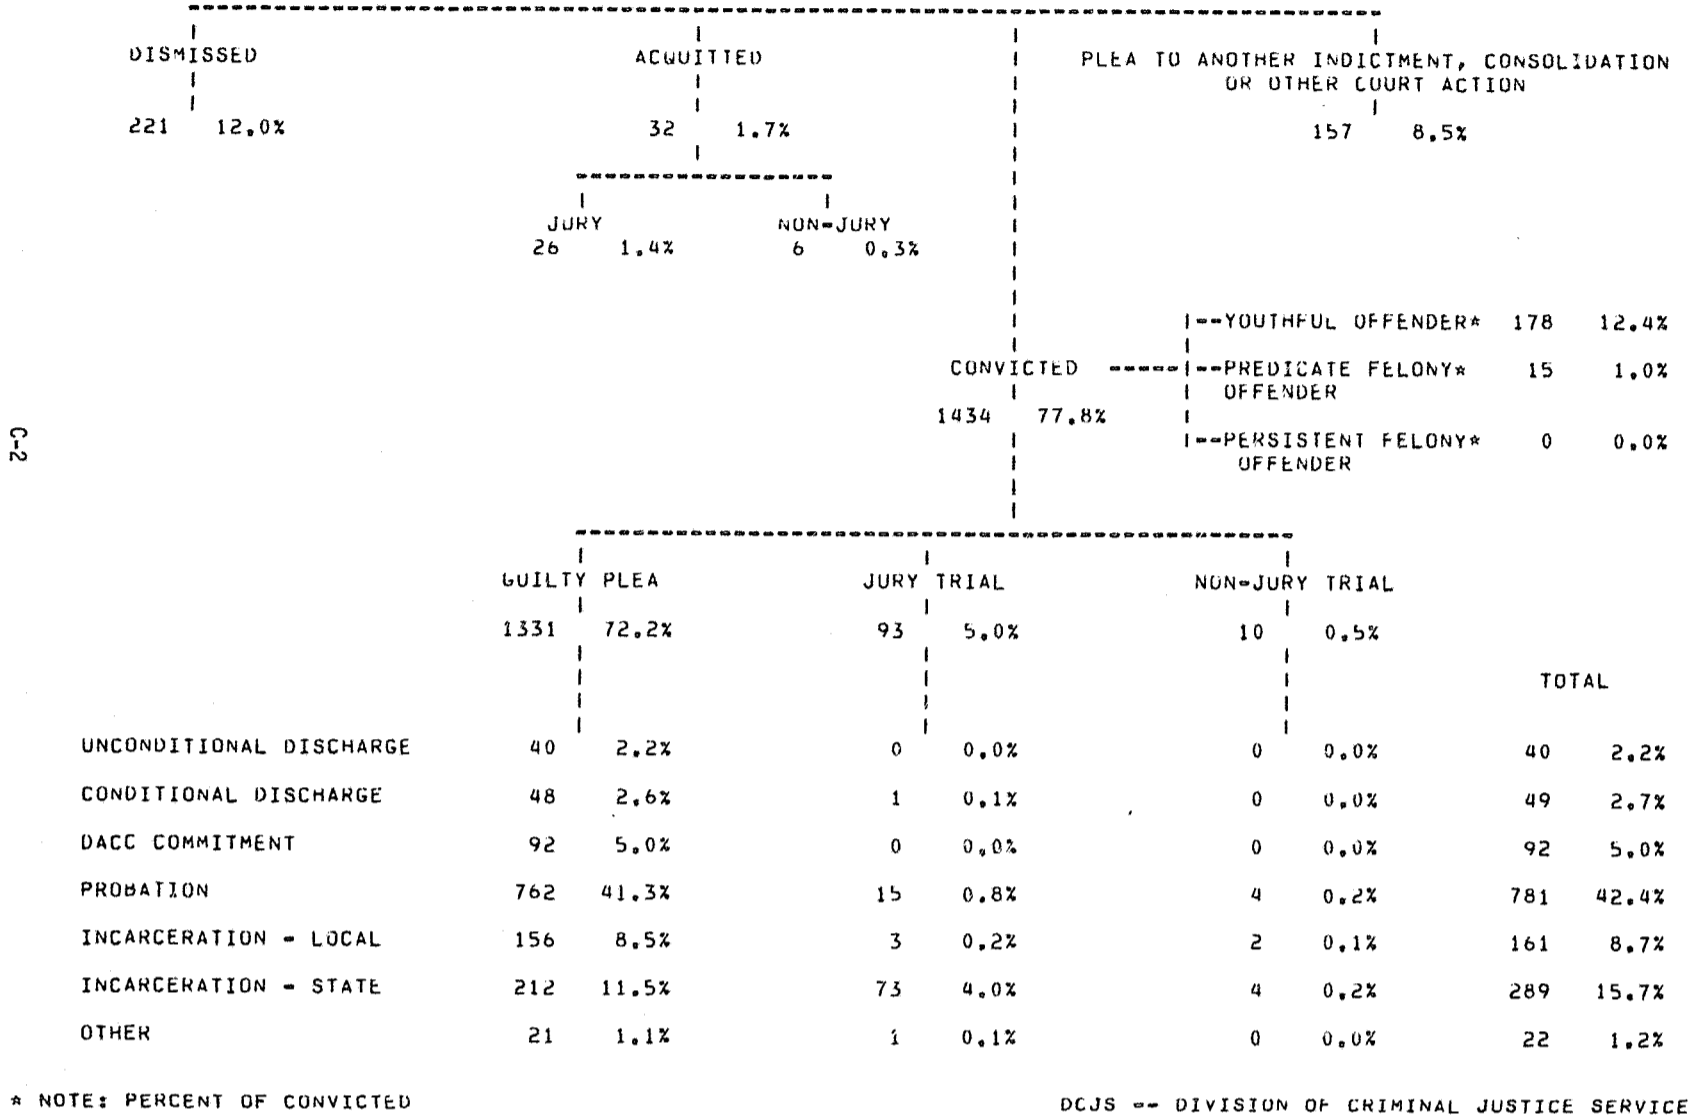 DISMISSED ACQUITTED PLEA TO ANOTHER INDICTMENT, CONSOLIDATION
OR OTHER COURT ACTION
221 12.0% 32 1.7% 157 8.5%
JURY NON-JURY
26 1.4% 6 0.3%
--YOUTHFUL OFFENDER* 178 12.4%
CONVICTED -----|--PREDICATE FELONY* 15 1.0%
OFFENDER
1434 77.8%
--PERSISTENT FELONY* 0 0.0%
OFFENDER
C-2
GUILTY PLEA JURY TRIAL NON-JURY TRIAL
1331 72.2% 93 5.0% 10 0.5%
TOTAL
UNCONDITIONAL DISCHARGE 40 2.2% 0 0.0% 0 0.0% 40 2.2%
CONDITIONAL DISCHARGE 48 2.6% 1 0.1% 0 0.0% 49 2.7%
DACC COMMITMENT 92 5.0% 0 0.0% 0 0.0% 92 5.0%
PROBATION 762 41.3% 15 0.8% 4 0.2% 781 42.4%
INCARCERATION - LOCAL 156 8.5% 3 0.2% 2 0.1% 161 8.7%
INCARCERATION - STATE 212 11.5% 73 4.0% 4 0.2% 289 15.7%
OTHER 21 1.1% 1 0.1% 0 0.0% 22 1.2%
* NOTE: PERCENT OF CONVICTED DCJS -- DIVISION OF CRIMINAL JUSTICE SERVICE